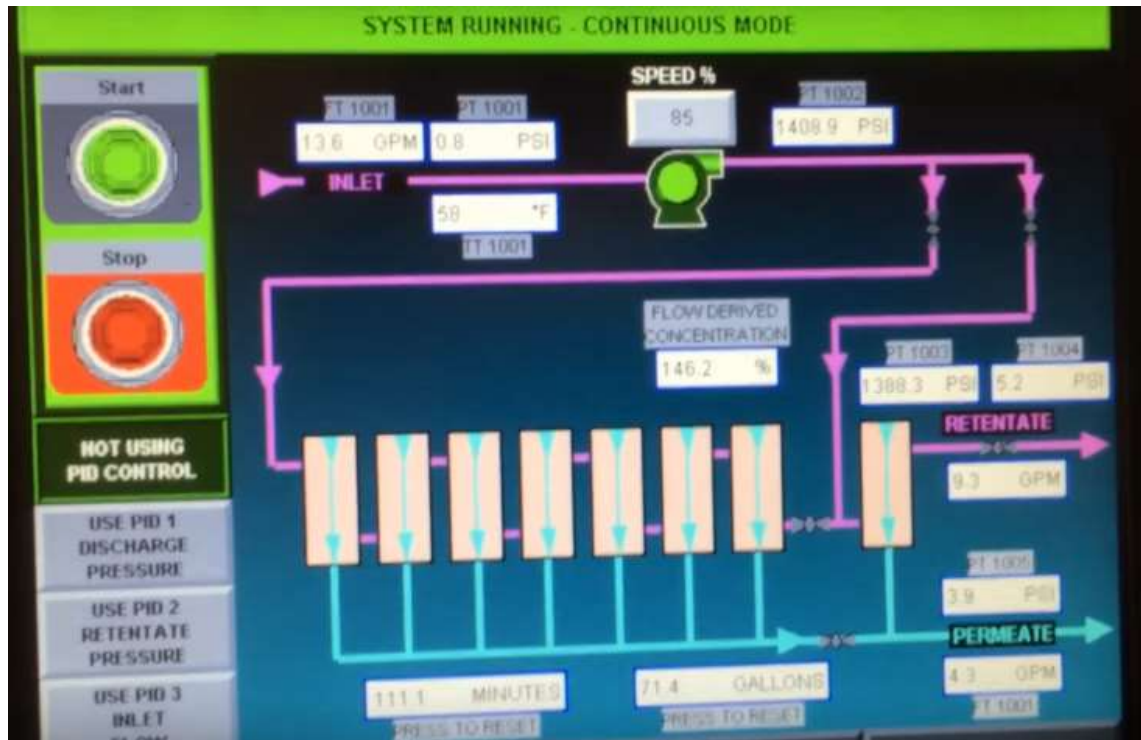 SYSTEM RUNNING - CONTINUOUS MODE
Start
Stop
NOT USING
PID CONTROL
USE PID 1
DISCHARGE
PRESSURE
USE PID 2
RETENTATE
PRESSURE
USE PID 3
INLET
FT 1001
13.6 GPM
PT 1001
0.8 PSI
SPEED %
85
PT 1002
1408.9 PSI
INLET
58 °F
TT 1001
FLOW DERIVED
CONCENTRATION
146.2 %
PT 1003
1388.3 PSI
PT 1004
5.2 PSI
RETENTATE
9.3 GPM
PT 1005
3.9 PSI
PERMEATE
4.3 GPM
FT 1001
111.1 MINUTES
PRESS TO RESET
71.4 GALLONS
PRESS TO RESET